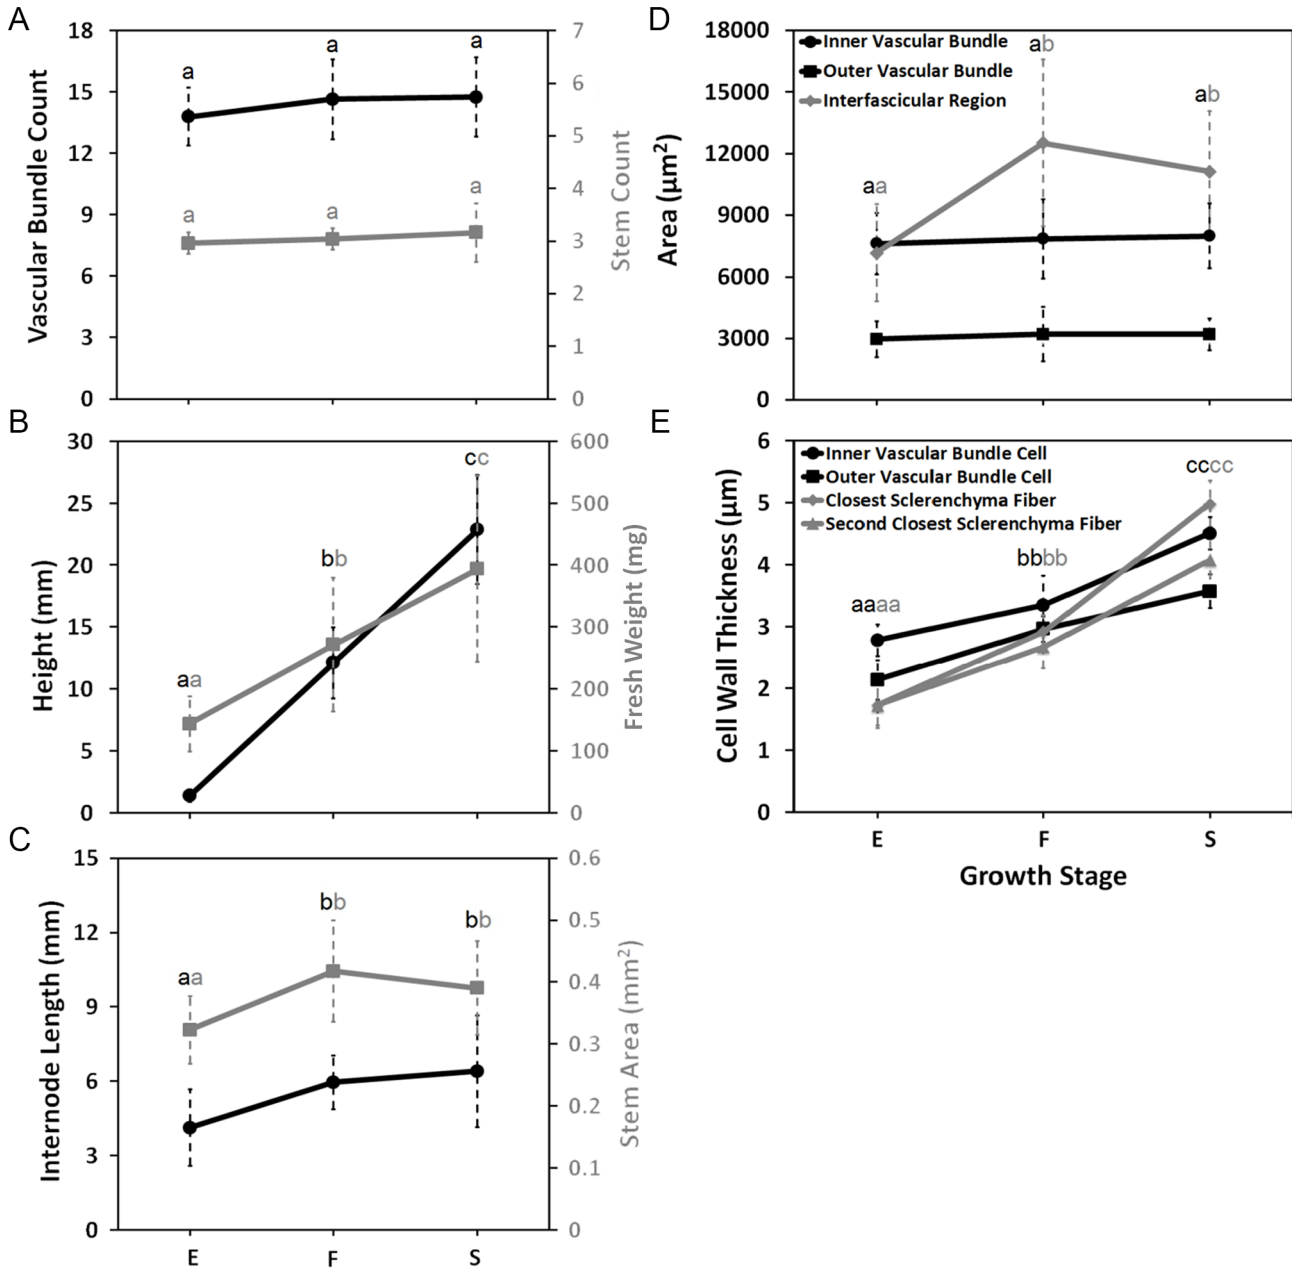 A
Vascular Bundle Count
18
15
12
9
6
3
0
a
a
a
a
a
a
7
6
5
4
3
2
1
0
Stem Count
B
Height (mm)
30
25
20
15
10
5
0
aa
bb
cc
600
500
400
300
200
100
0
Fresh Weight (mg)
C
Internode Length (mm)
15
12
9
6
3
0
aa
bb
bb
0.6
0.5
0.4
0.3
0.2
0.1
0
Stem Area (mm²)
E
F
S
D
Area (μm²)
18000
15000
12000
9000
6000
3000
0
Inner Vascular Bundle
Outer Vascular Bundle
Interfascicular Region
aa
ab
ab
E
Cell Wall Thickness (μm)
6
5
4
3
2
1
0
Inner Vascular Bundle Cell
Outer Vascular Bundle Cell
Closest Sclerenchyma Fiber
Second Closest Sclerenchyma Fiber
aaaa
bbbb
cccc
E
F
S
Growth Stage